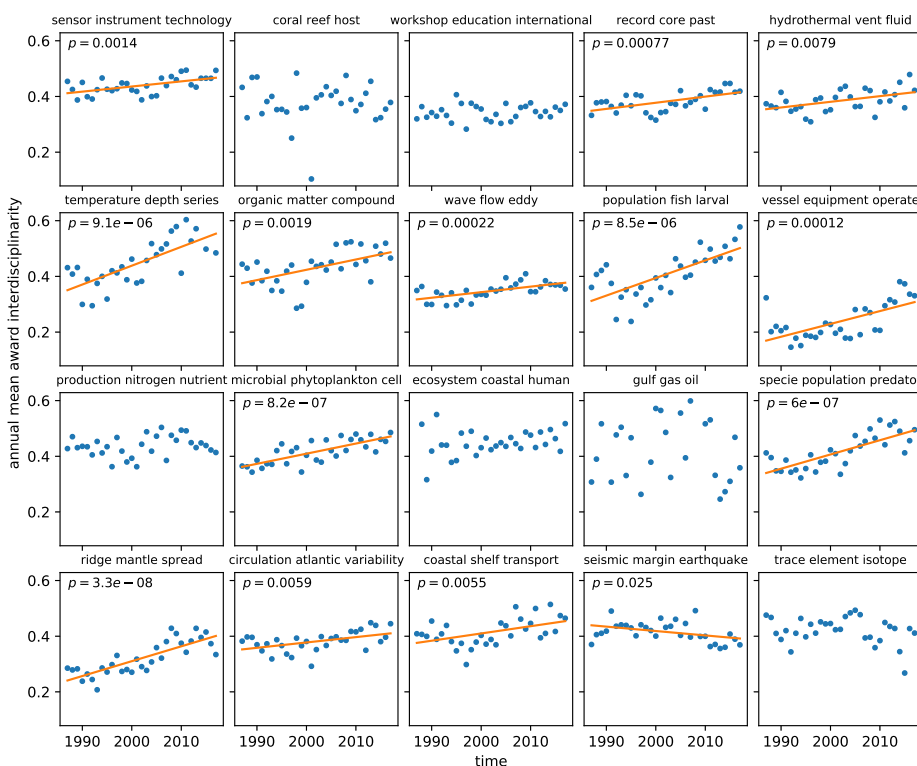 sensor instrument technology
coral reef host
workshop education international
record core past
hydrothermal vent fluid
p = 0.0014
p = 0.00077
p = 0.0079
0.6
0.4
0.2
temperature depth series
organic matter compound
wave flow eddy
population fish larval
vessel equipment operate
p = 9.1e − 06
p = 0.0019
p = 0.00022
p = 8.5e − 06
p = 0.00012
0.6
0.4
0.2
annual mean award interdisciplinarity
production nitrogen nutrient
microbial phytoplankton cell
ecosystem coastal human
gulf gas oil
specie population predato
p = 8.2e − 07
p = 6e − 07
0.6
0.4
0.2
ridge mantle spread
circulation atlantic variability
coastal shelf transport
seismic margin earthquake
trace element isotope
p = 3.3e − 08
p = 0.0059
p = 0.0055
p = 0.025
0.6
0.4
0.2
1990 2000 2010
1990 2000 2010
1990 2000 2010
1990 2000 2010
1990 2000 2010
time